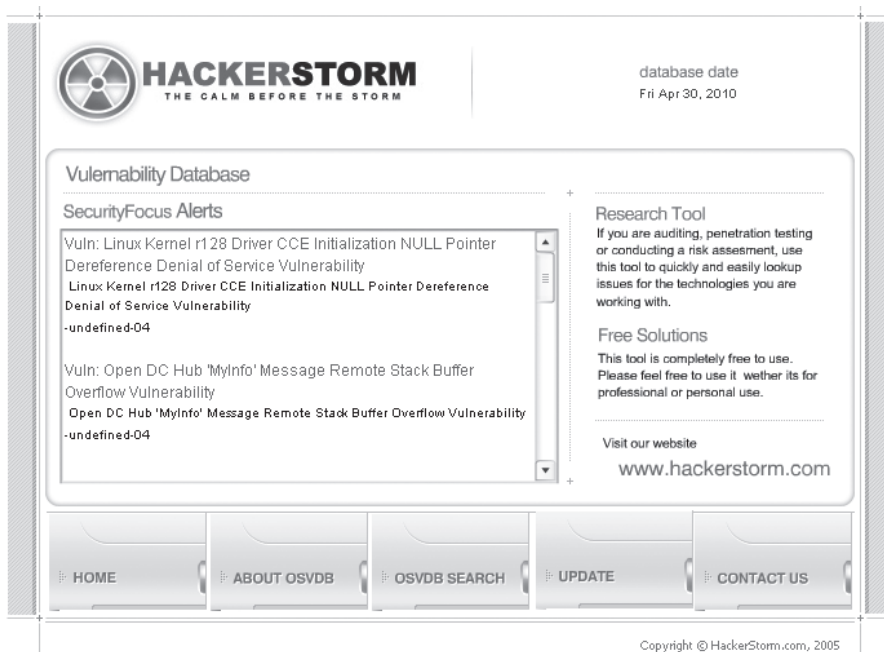 HACKERSTORM
THE CALM BEFORE THE STORM
database date
Fri Apr 30, 2010
Vulernability Database
SecurityFocus Alerts
Vuln: Linux Kernel r128 Driver CCE Initialization NULL Pointer
Dereference Denial of Service Vulnerability
Linux Kernel r128 Driver CCE Initialization NULL Pointer Dereference
Denial of Service Vulnerability
-undefined-04
Vuln: Open DC Hub 'MyInfo' Message Remote Stack Buffer
Overflow Vulnerability
Open DC Hub 'MyInfo' Message Remote Stack Buffer Overflow Vulnerability
-undefined-04
Research Tool
If you are auditing, penetration testing
or conducting a risk assesment, use
this tool to quickly and easily lookup
issues for the technologies you are
working with.
Free Solutions
This tool is completely free to use.
Please feel free to use it wether its for
professional or personal use.
Visit our website
www.hackerstorm.com
HOME
ABOUT OSVDB
OSVDB SEARCH
UPDATE
CONTACT US
Copyright © HackerStorm.com, 2005